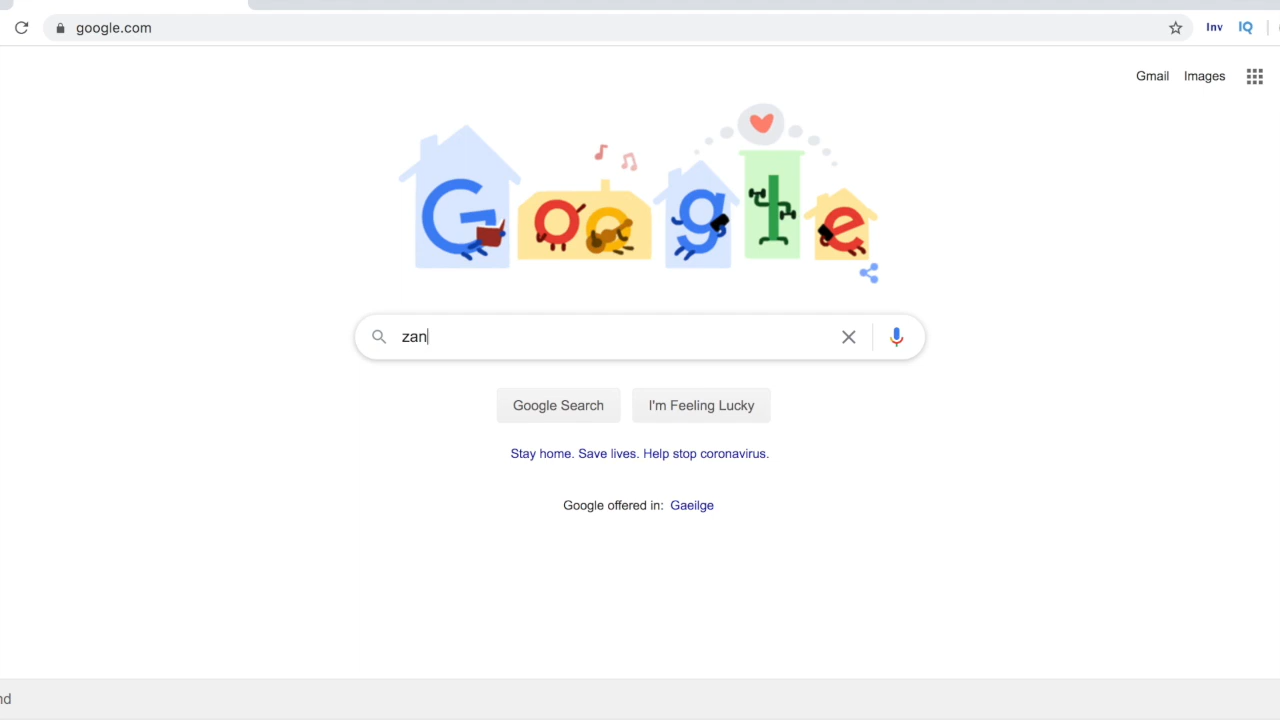 google.com
Inv IQ
Gmail Images
Google
zan
Google Search I'm Feeling Lucky
Stay home. Save lives. Help stop coronavirus.
Google offered in: Gaeilge
nd